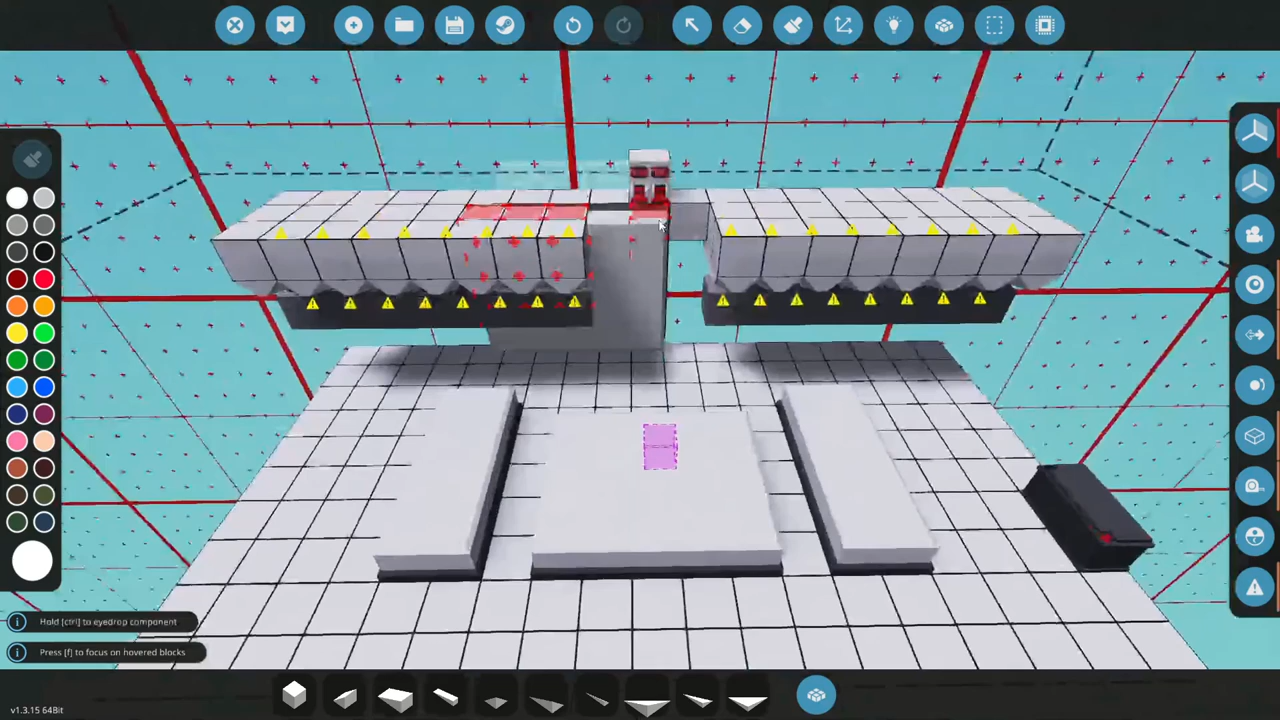 Hold [ctrl] to eyedrop component
Press [f] to focus on hovered blocks
v1.3.15 64Bit